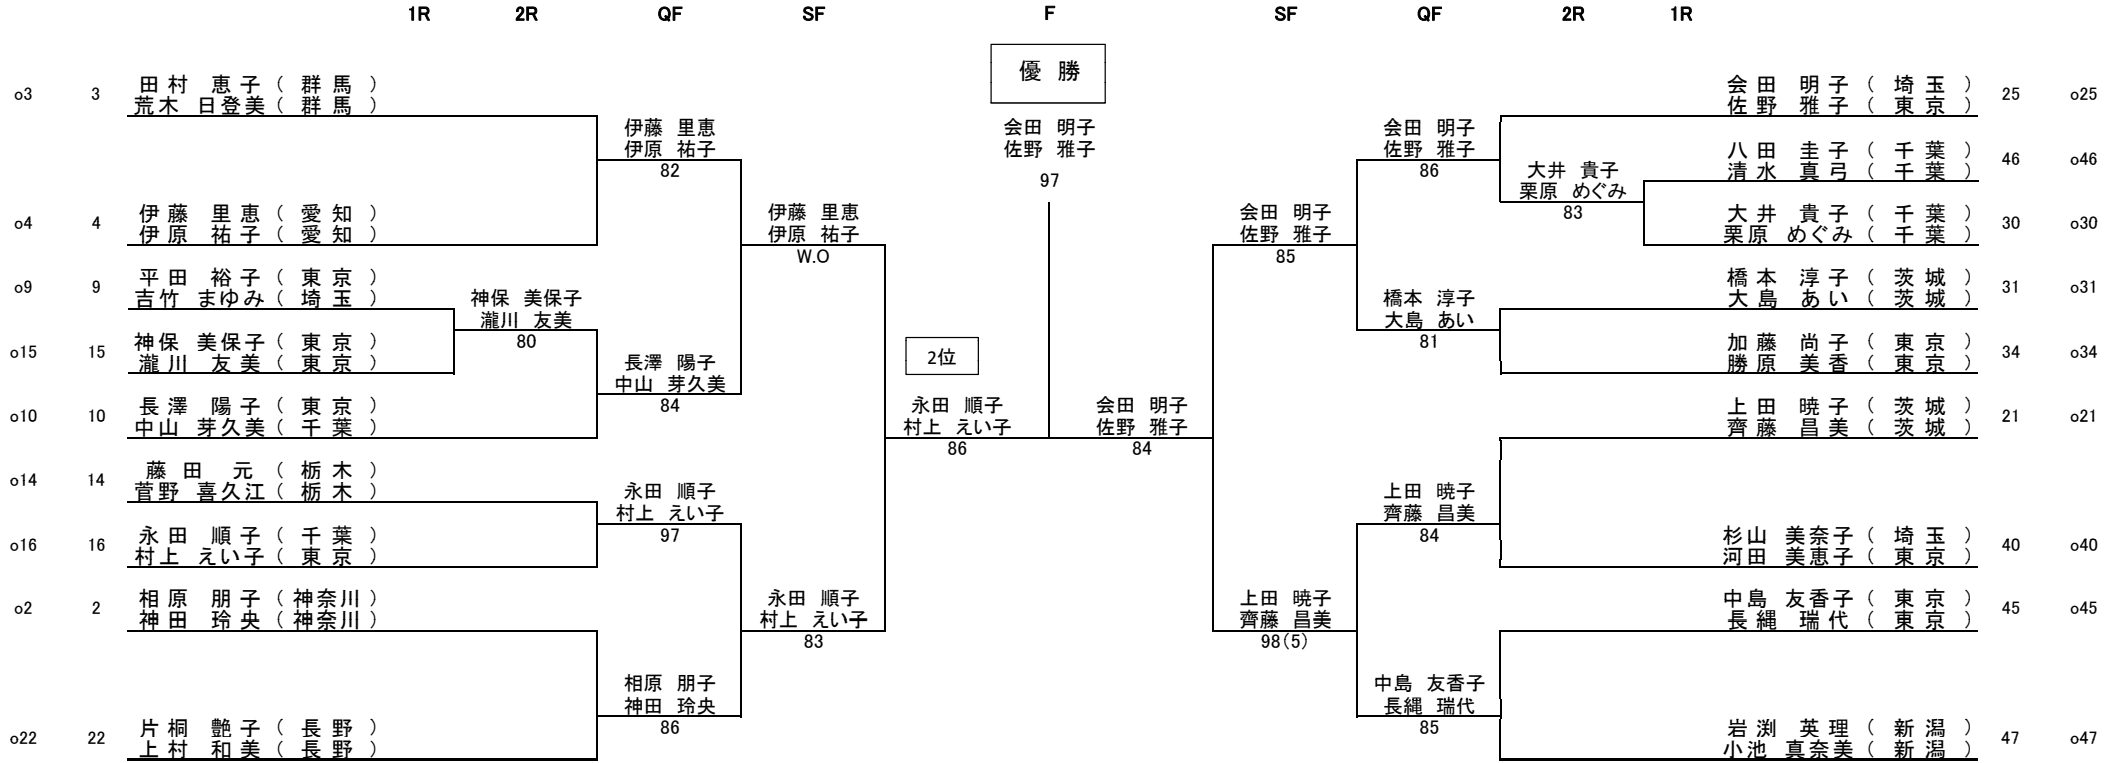 1R 2R QF SF F SF QF 2R 1R
優 勝
o3 3 田村 恵子 ( 群馬 )
荒木 日登美 ( 群馬 )
o4 4 伊藤 里恵 ( 愛知 )
伊原 祐子 ( 愛知 )
o9 9 平田 裕子 ( 東京 )
吉竹 まゆみ ( 埼玉 )
o15 15 神保 美保子 ( 東京 )
瀧川 友美 ( 東京 )
o10 10 長澤 陽子 ( 東京 )
中山 芽久美 ( 千葉 )
o14 14 藤田 元 ( 栃木 )
菅野 喜久江 ( 栃木 )
o16 16 永田 順子 ( 千葉 )
村上 えい子 ( 東京 )
o2 2 相原 朋子 ( 神奈川 )
神田 玲央 ( 神奈川 )
o22 22 片桐 艶子 ( 長野 )
上村 和美 ( 長野 )
神保 美保子
瀧川 友美
80
伊藤 里恵
伊原 祐子
82
長澤 陽子
中山 芽久美
84
永田 順子
村上 えい子
97
相原 朋子
神田 玲央
86
伊藤 里恵
伊原 祐子
W.O
永田 順子
村上 えい子
83
2位
永田 順子
村上 えい子
86
会田 明子
佐野 雅子
97
会田 明子
佐野 雅子
84
会田 明子
佐野 雅子
85
上田 暁子
齊藤 昌美
98(5)
会田 明子
佐野 雅子
86
橋本 淳子
大島 あい
81
上田 暁子
齊藤 昌美
84
中島 友香子
長縄 瑞代
85
大井 貴子
栗原 めぐみ
83
会田 明子 ( 埼玉 ) 25 o25
佐野 雅子 ( 東京 )
八田 圭子 ( 千葉 ) 46 o46
清水 真弓 ( 千葉 )
大井 貴子 ( 千葉 ) 30 o30
栗原 めぐみ ( 千葉 )
橋本 淳子 ( 茨城 ) 31 o31
大島 あい ( 茨城 )
加藤 尚子 ( 東京 ) 34 o34
勝原 美香 ( 東京 )
上田 暁子 ( 茨城 ) 21 o21
齊藤 昌美 ( 茨城 )
杉山 美奈子 ( 埼玉 ) 40 o40
河田 美恵子 ( 東京 )
中島 友香子 ( 東京 ) 45 o45
長縄 瑞代 ( 東京 )
岩渕 英理 ( 新潟 ) 47 o47
小池 真奈美 ( 新潟 )